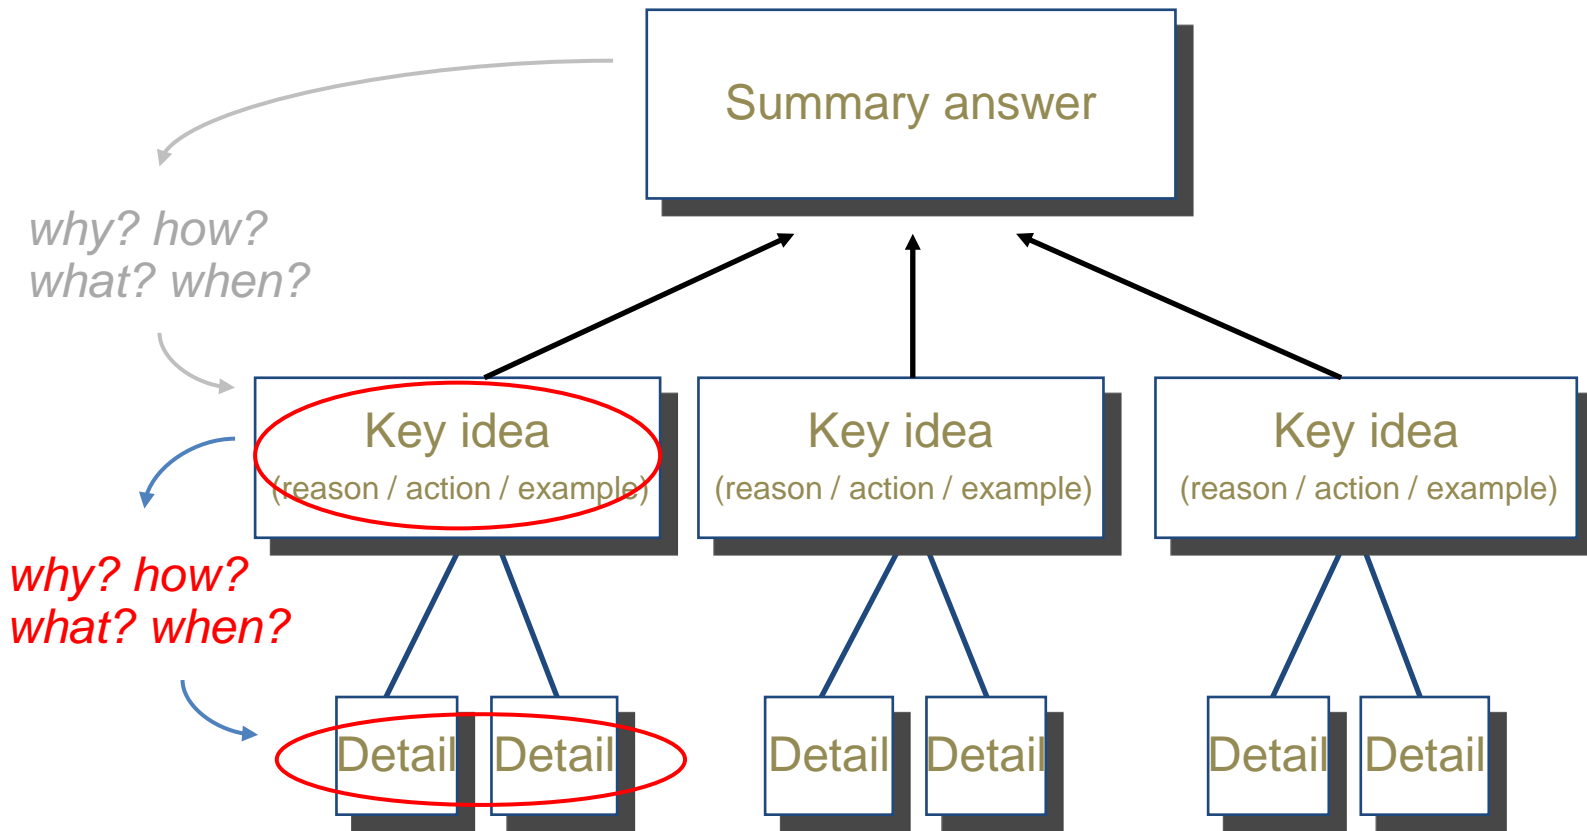 Summary answer
why? how?
what? when?
Key idea
(reason / action / example)
Key idea
(reason / action / example)
Key idea
(reason / action / example)
why? how?
what? when?
Detail
Detail
Detail
Detail
Detail
Detail